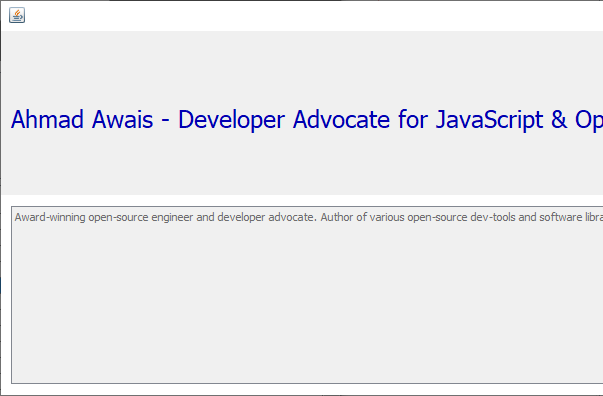 Ahmad Awais - Developer Advocate for JavaScript & Op
Award-winning open-source engineer and developer advocate. Author of various open-source dev-tools and software libra